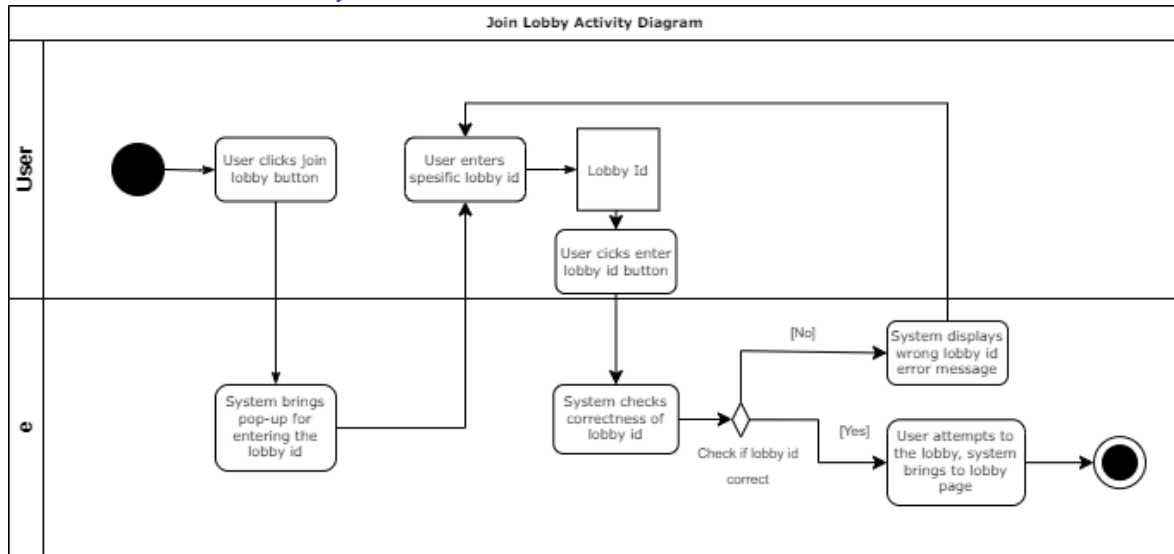 Join Lobby Activity Diagram
User
User clicks join
lobby button
User enters
spesific lobby id
Lobby Id
User cicks enter
lobby id button
e
System brings
pop-up for
entering the
lobby id
System checks
correctness of
lobby id
Check if lobby id
correct
[No]
System displays
wrong lobby id
error message
[Yes]
User attempts to
the lobby, system
brings to lobby
page